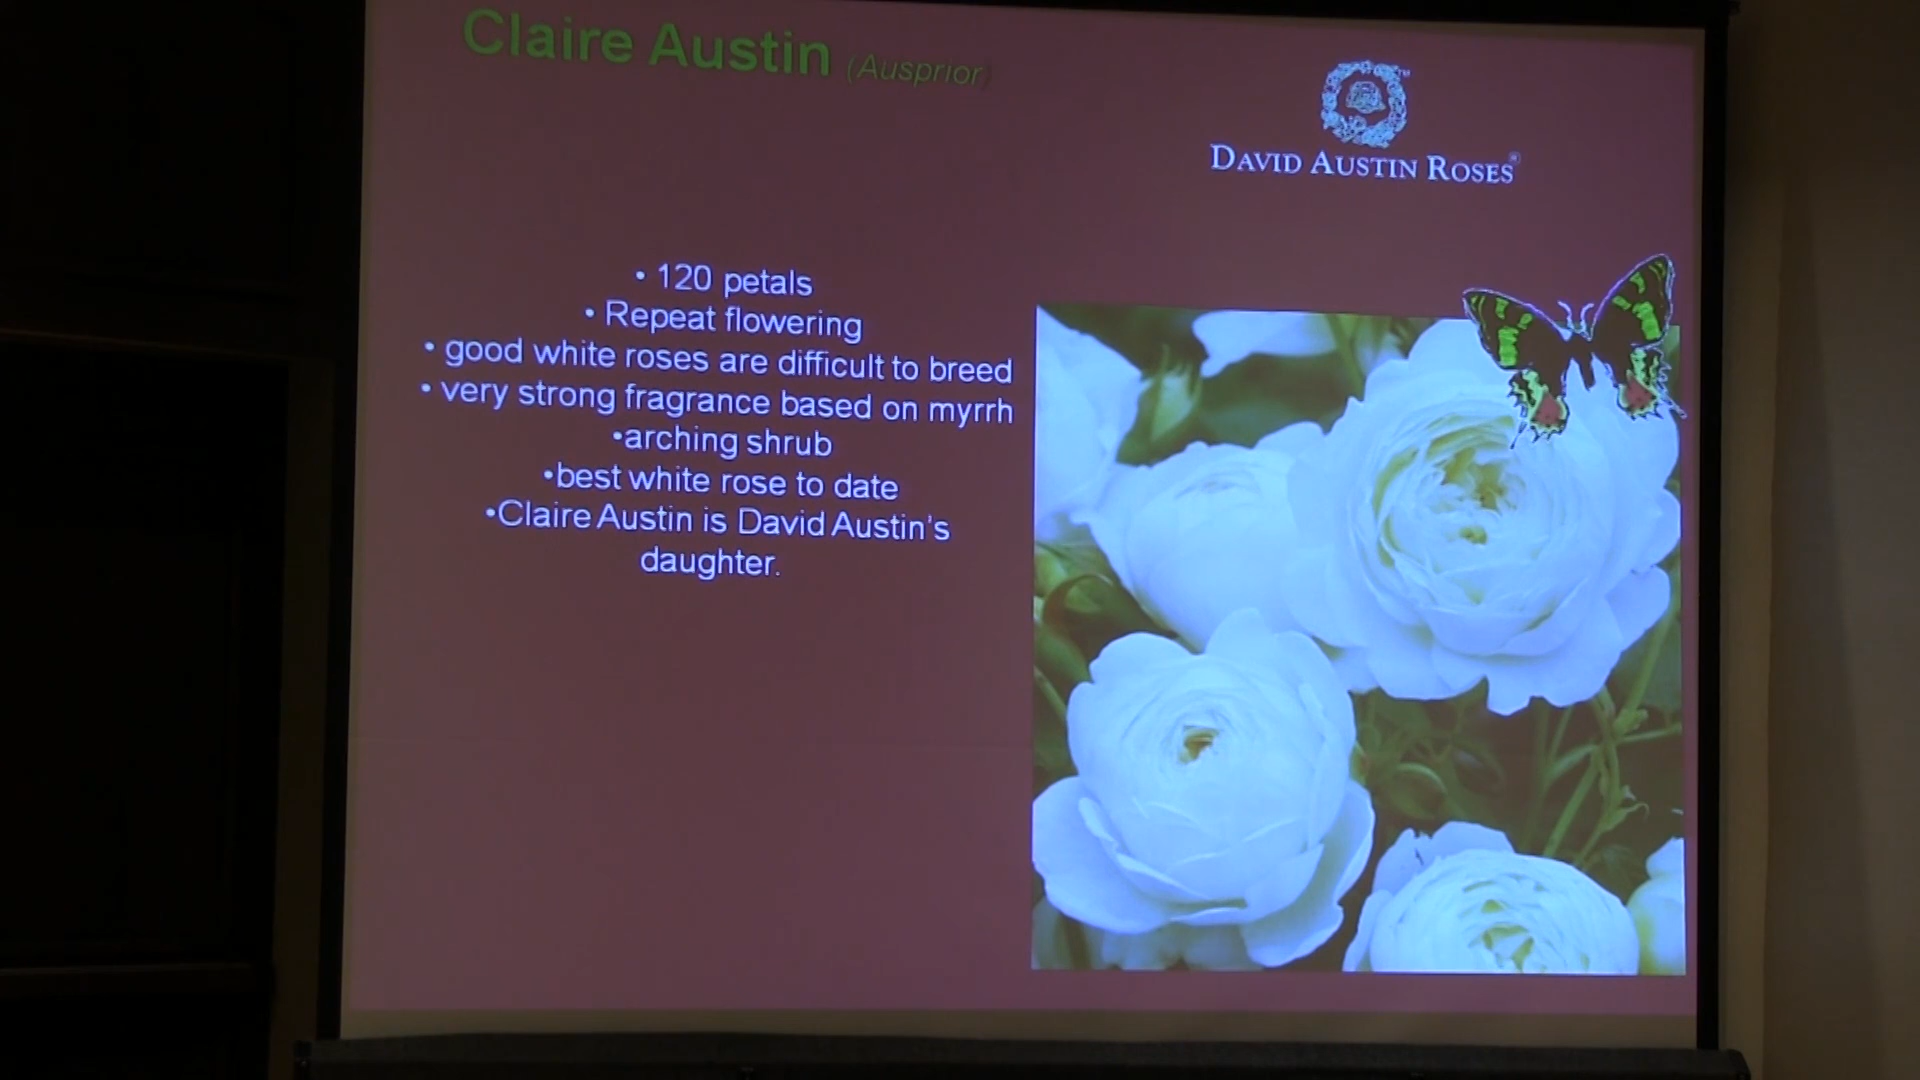 Claire Austin (Ausprior)
DAVID AUSTIN ROSES®
• 120 petals
• Repeat flowering
• good white roses are difficult to breed
• very strong fragrance based on myrrh
•arching shrub
•best white rose to date
•Claire Austin is David Austin's
daughter.